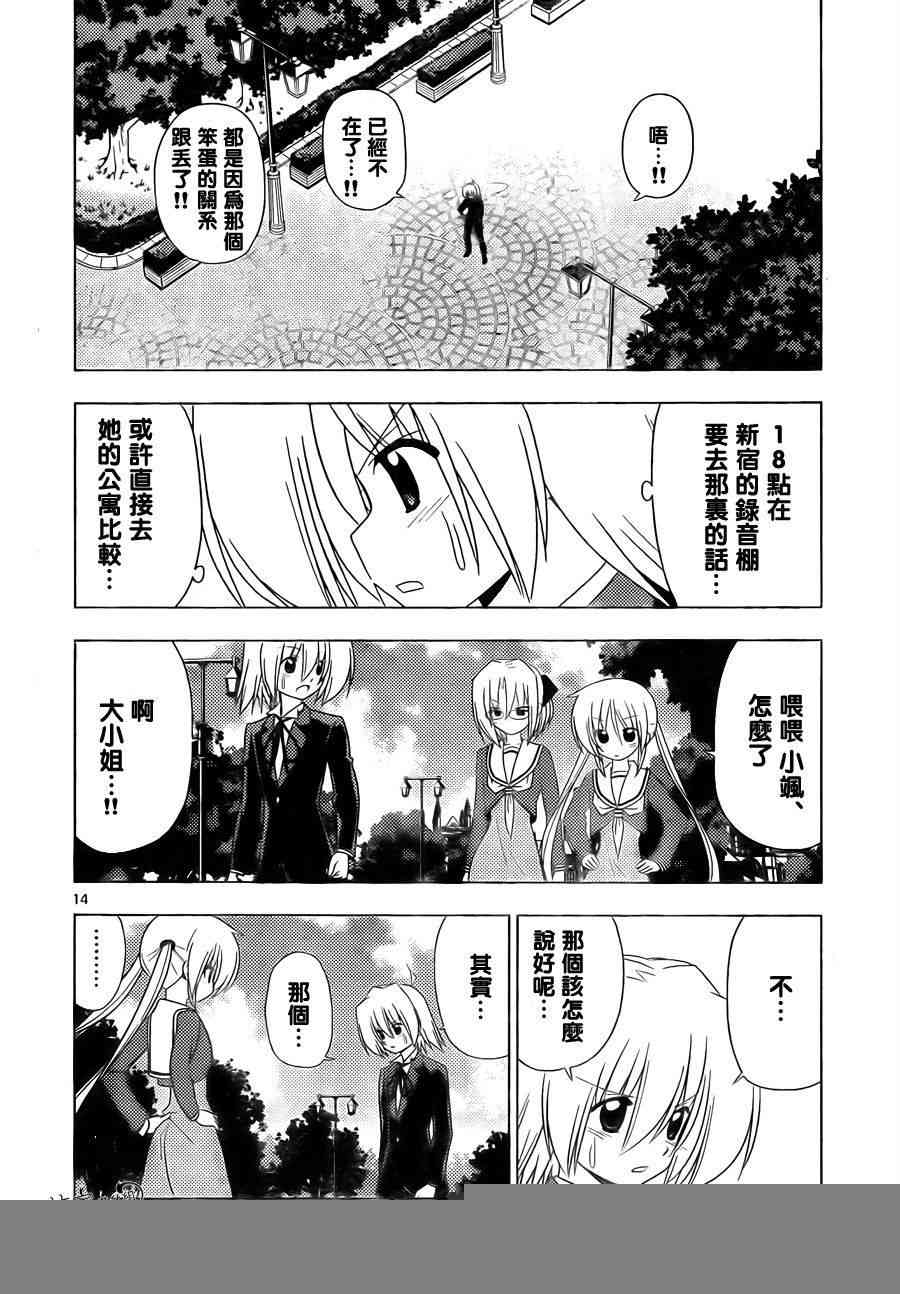 唔…!!
已經不
在了…!!
都是因為那個
笨蛋的關系
跟丟了!!
18點在
新宿的錄音棚
要去那裏的話…
或許直接去
她的公寓比較…
喂喂小颯、
怎麼了
啊
大小姐…!!
14
不…
那個該怎麼
說好呢…
其實…
那個…
………